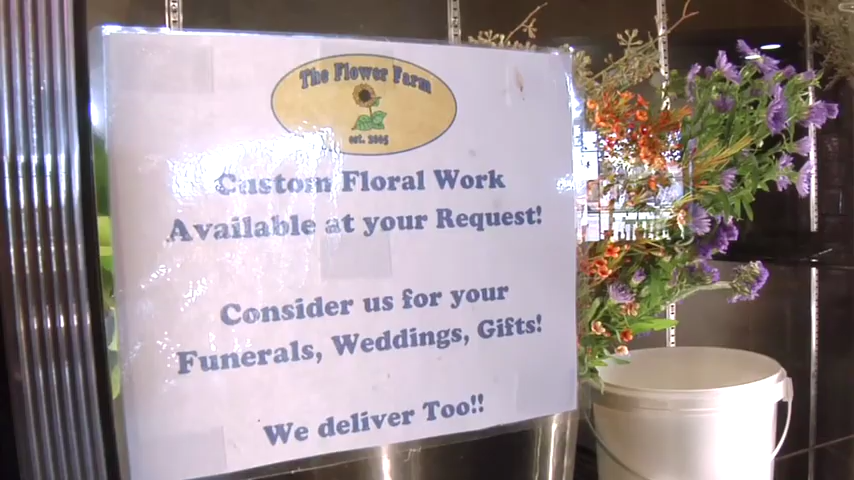 The Flower Farm
est. 2005
Custom Floral Work
Available at your Request!
Consider us for your
Funerals, Weddings, Gifts!
We deliver Too!!